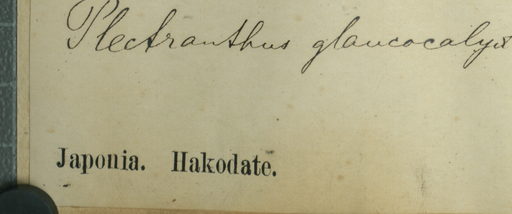 Plectranthus glaucocalyx
Japonia. Hakodate.